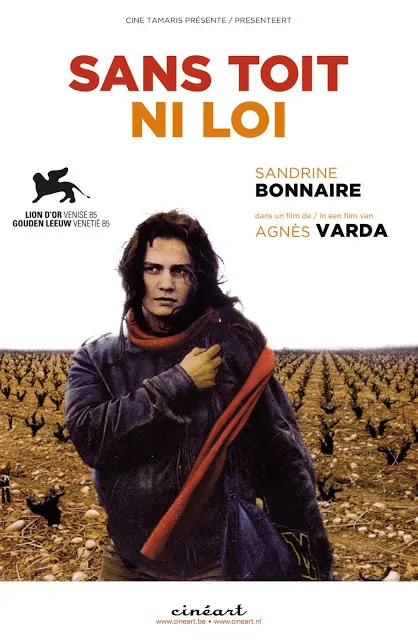 CINE TAMARIS PRÉSENTE / PRESENTEERT
SANS TOIT
NI LOI
SANDRINE
BONNAIRE
LION D'OR VENISE 85
GOUDEN LEEUW VENETIË 85
dans un film de / in een film van
AGNÈS VARDA
cinéart
www.cineart.be • www.cineart.nl